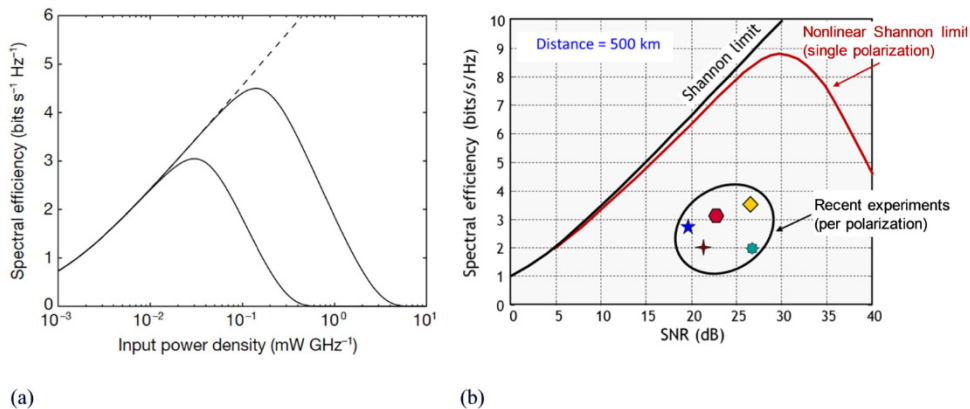 (a)
6
5
4
3
2
1
0
Spectral efficiency (bits s⁻¹ Hz⁻¹)
10⁻³ 10⁻² 10⁻¹ 10⁰ 10¹
Input power density (mW GHz⁻¹)
(b)
10
9
8
7
6
5
4
3
2
1
0
Spectral efficiency (bits/s/Hz)
Distance = 500 km
Shannon limit
Nonlinear Shannon limit
(single polarization)
Recent experiments
(per polarization)
0 5 10 15 20 25 30 35 40
SNR (dB)
(a)
(b)